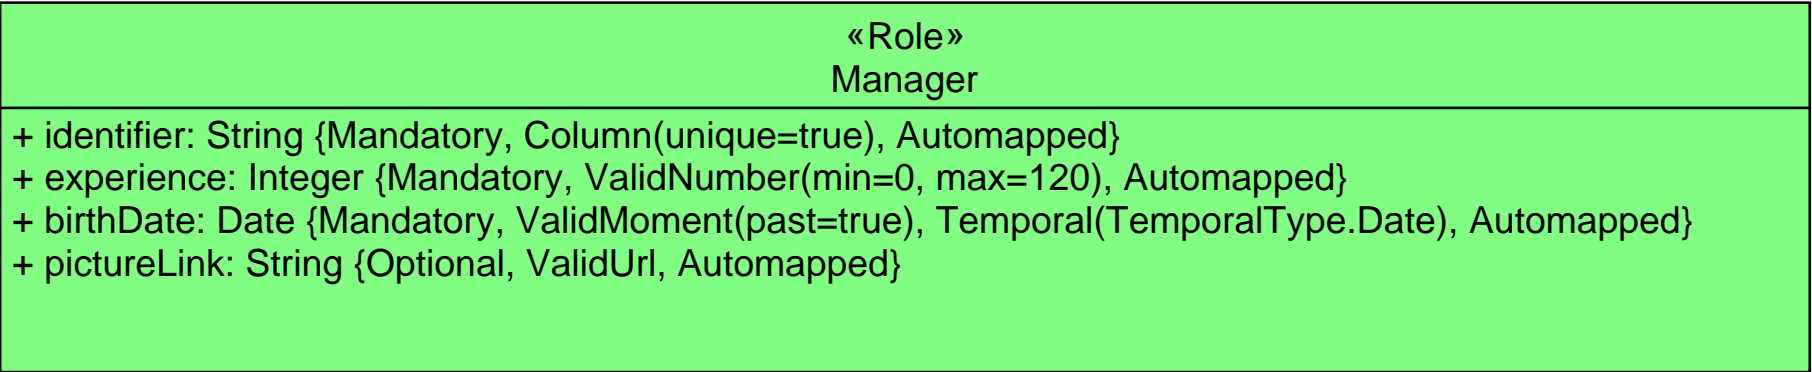 «Role»
Manager
+ identifier: String {Mandatory, Column(unique=true), Automapped}
+ experience: Integer {Mandatory, ValidNumber(min=0, max=120), Automapped}
+ birthDate: Date {Mandatory, ValidMoment(past=true), Temporal(TemporalType.Date), Automapped}
+ pictureLink: String {Optional, ValidUrl, Automapped}